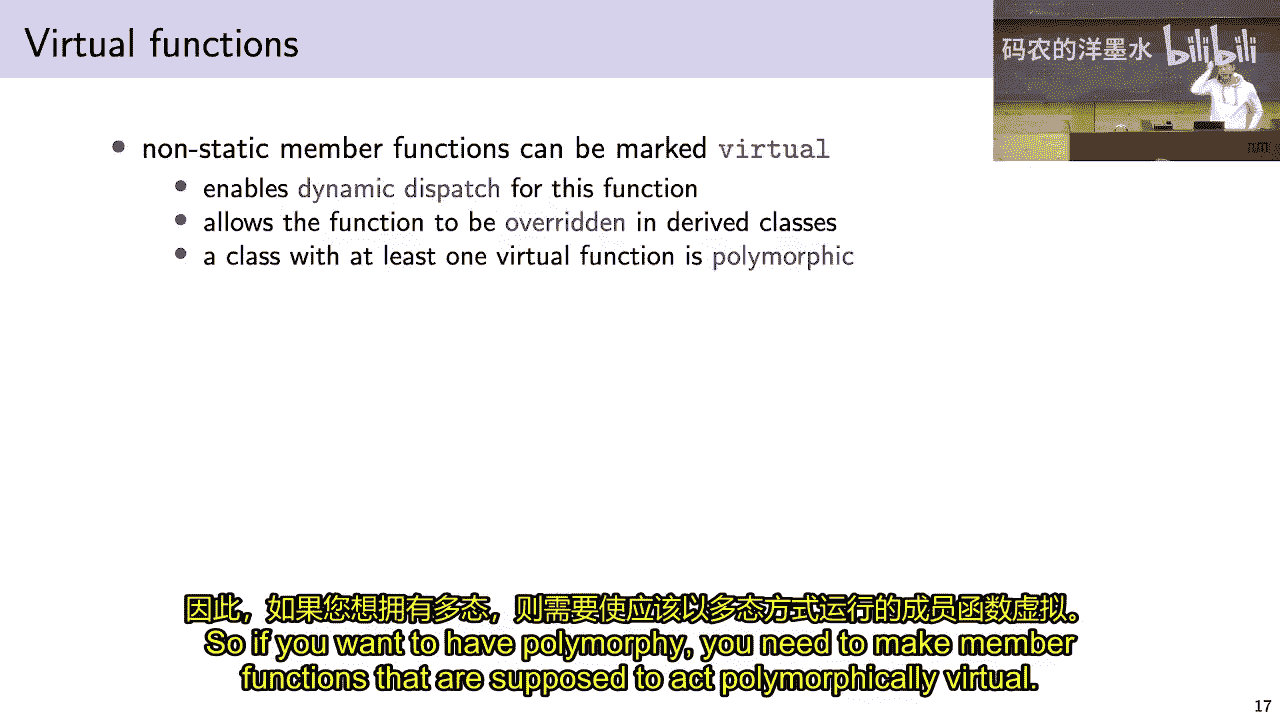 Virtual functions
码农的洋墨水 bilibili
non-static member functions can be marked virtual
enables dynamic dispatch for this function
allows the function to be overridden in derived classes
a class with at least one virtual function is polymorphic
因此，如果您想拥有多态，则需要使应该以多态方式运行的成员函数虚拟。
So if you want to have polymorphy, you need to make member
functions that are supposed to act polymorphically virtual.
17